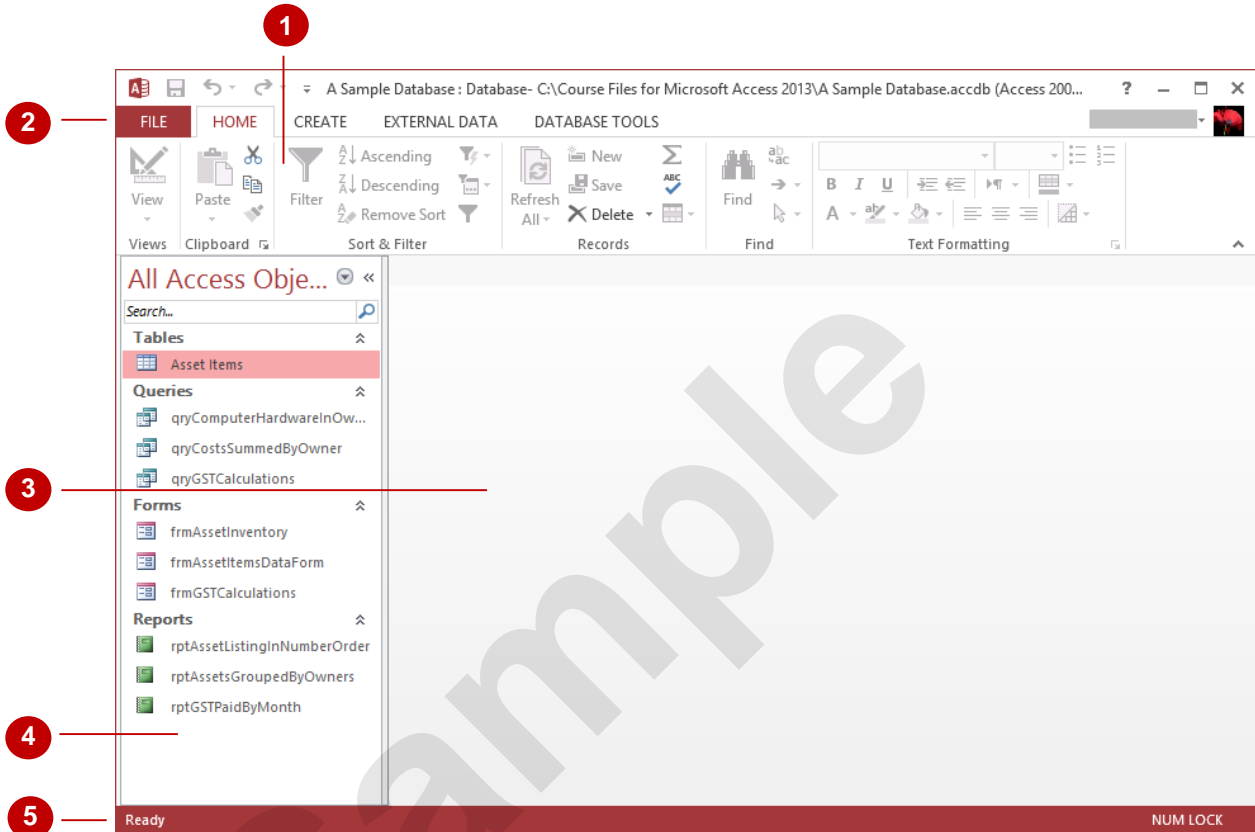 1
A Sample Database : Database- C:\Course Files for Microsoft Access 2013\A Sample Database.accdb (Access 200... ?
2
FILE HOME CREATE EXTERNAL DATA DATABASE TOOLS
View
Paste
Filter
Ascending
Descending
Remove Sort
Refresh
All
New
Save
Delete
Find
B I U
A
Views Clipboard Sort & Filter Records Find Text Formatting
All Access Obje... «
Search...
Tables
Asset Items
Queries
qryComputerHardwareInOw...
qryCostsSummedByOwner
qryGSTCalculations
3
Forms
frmAssetInventory
frmAssetItemsDataForm
frmGSTCalculations
Reports
rptAssetListingInNumberOrder
rptAssetsGroupedByOwners
rptGSTPaidByMonth
4
5
Ready NUM LOCK
sample